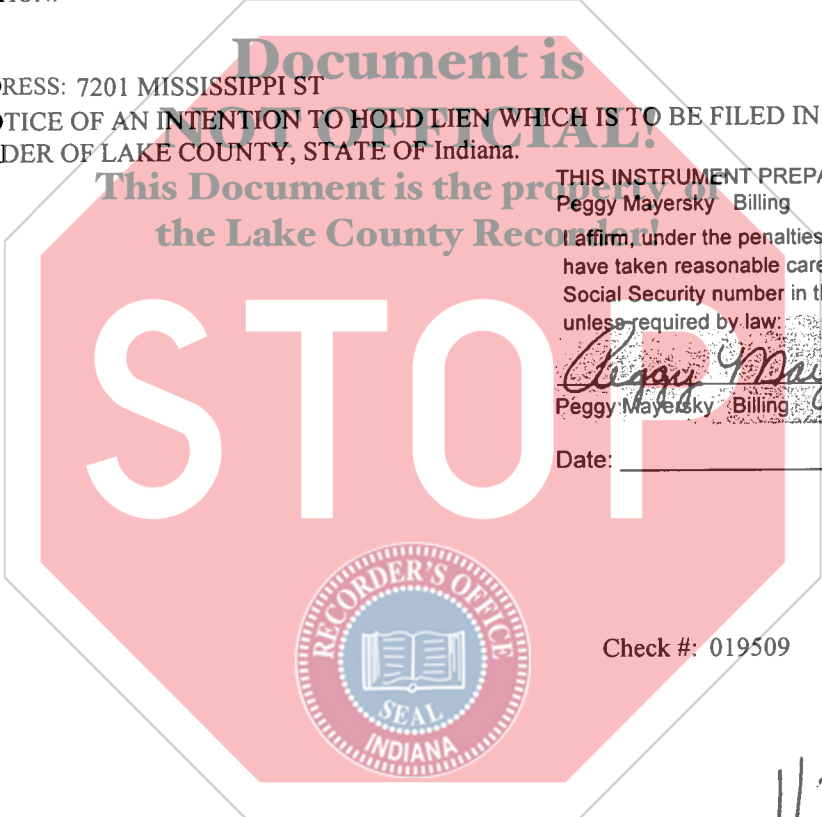 Document is
RESS: 7201 MISSISSIPPI ST
NOT OFFICIAL!
TICE OF AN INTENTION TO HOLD LIEN WHICH IS TO BE FILED IN
DER OF LAKE COUNTY, STATE OF Indiana.
This Document is the property of
the Lake County Recorder!
THIS INSTRUMENT PREPA
Peggy Mayersky Billing
I affirm, under the penalties
have taken reasonable care
Social Security number in th
unless required by law:
Peggy May
Peggy Mayersky Billing
Date:
STOP
RECORDER'S OFFICE
SEAL
INDIANA
Check #: 019509